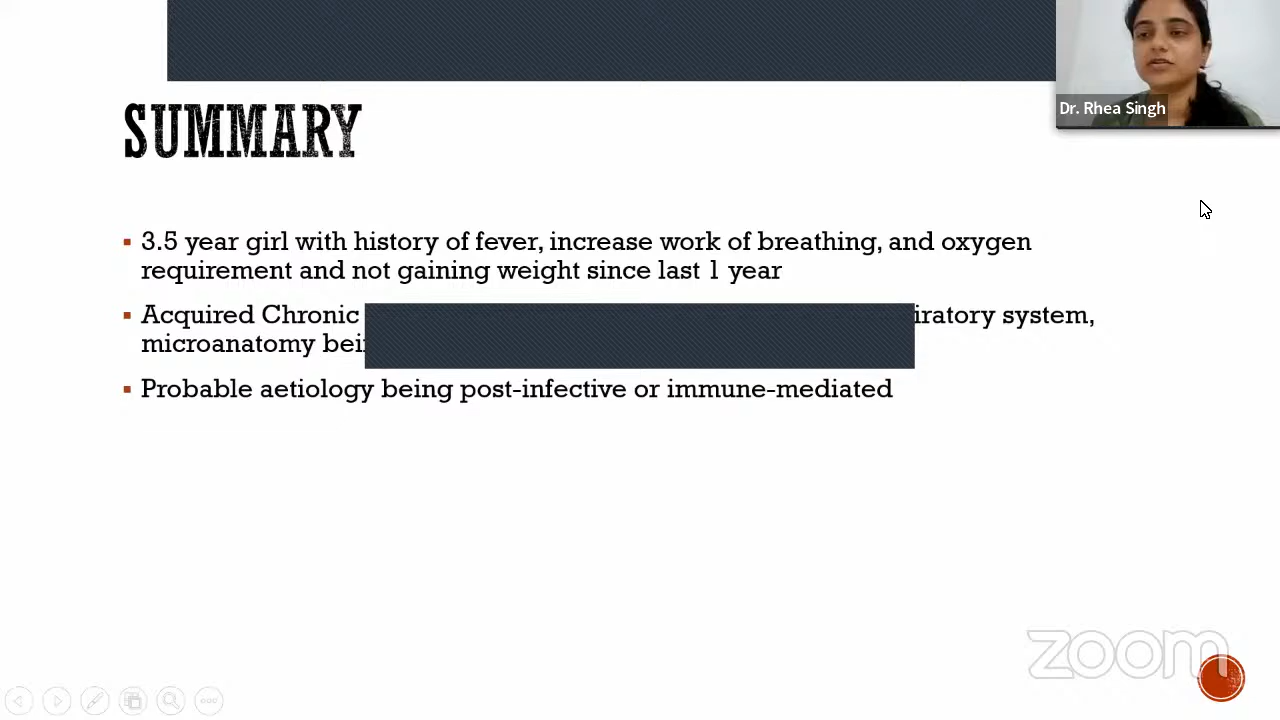 Dr. Rhea Singh
SUMMARY
3.5 year girl with history of fever, increase work of breathing, and oxygen
requirement and not gaining weight since last 1 year
Acquired Chronic system,
microanatomy
Probable aetiology being post-infective or immune-mediated
zoom